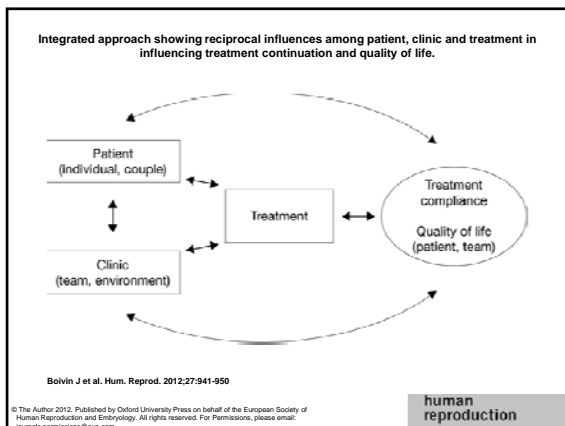 Integrated approach showing reciprocal influences among patient, clinic and treatment in
influencing treatment continuation and quality of life.
Patient
(individual, couple)
Treatment
Clinic
(team, environment)
Treatment
compliance
Quality of life
(patient, team)
Boivin J et al. Hum. Reprod. 2012;27:941-950
© The Author 2012. Published by Oxford University Press on behalf of the European Society of
Human Reproduction and Embryology. All rights reserved. For Permissions, please email:
human
reproduction